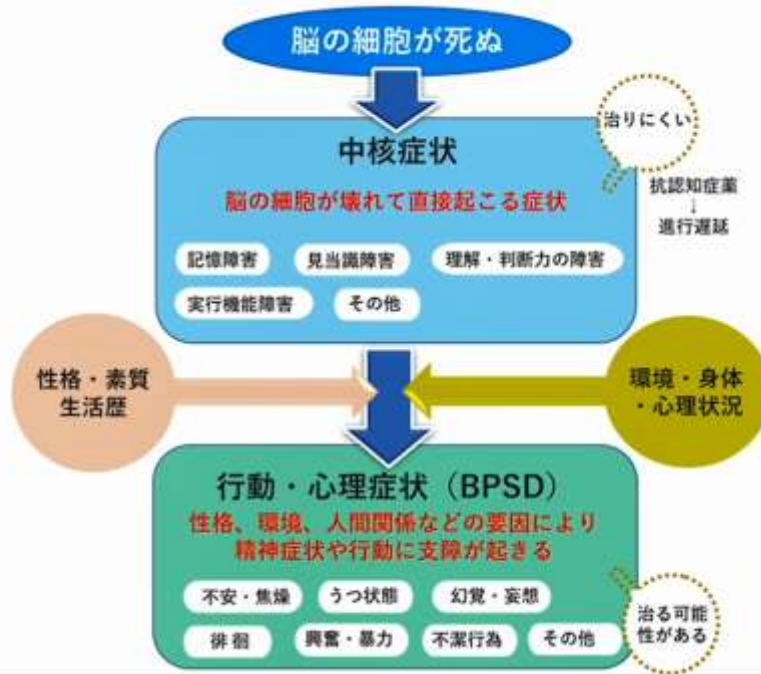 脳の細胞が死ぬ
中核症状
治りにくい
脳の細胞が壊れて直接起こる症状
抗認知症薬
↓
進行遅延
記憶障害
見当識障害
理解・判断力の障害
実行機能障害
その他
性格・素質
生活歴
環境・身体
・心理状況
行動・心理症状（BPSD）
性格、環境、人間関係などの要因により
精神症状や行動に支障が起きる
不安・焦燥
うつ状態
幻覚・妄想
徘徊
興奮・暴力
不潔行為
その他
治る可能
性がある